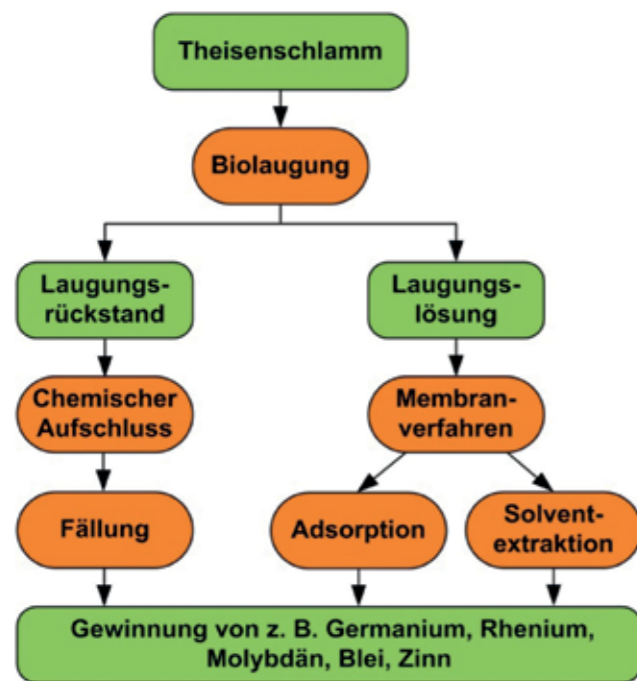 Theisenschlamm
Biolaugung
Laugungs-
rückstand
Laugungs-
lösung
Chemischer
Aufschluss
Membran-
verfahren
Fällung
Adsorption
Solvent-
extraktion
Gewinnung von z. B. Germanium, Rhenium,
Molybdän, Blei, Zinn